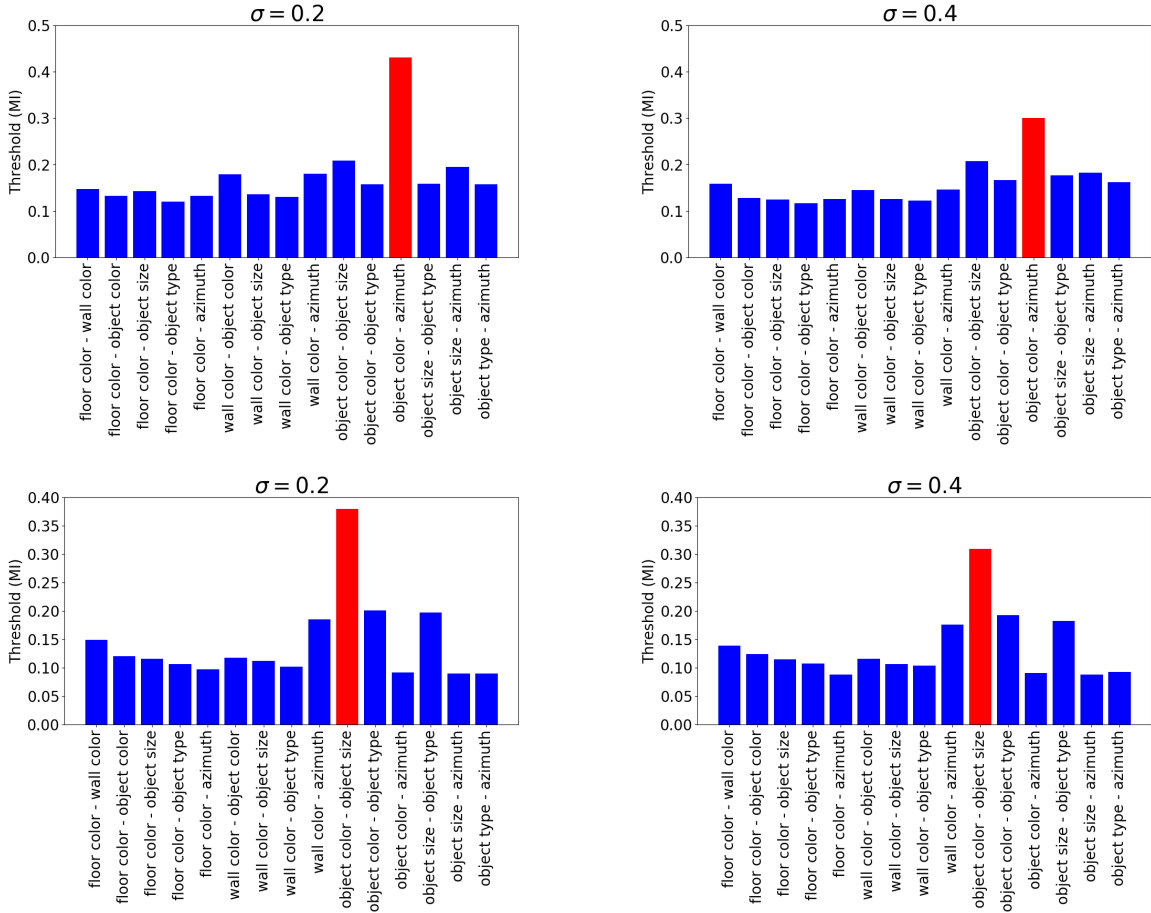 σ = 0.2
Threshold (MI)
0.5
0.4
0.3
0.2
0.1
0.0
floor color - wall color
floor color - object color
floor color - object size
floor color - object type
floor color - azimuth
wall color - object color
wall color - object size
wall color - object type
wall color - azimuth
object color - object size
object color - object type
object color - azimuth
object size - object type
object size - azimuth
object type - azimuth
σ = 0.4
Threshold (MI)
0.5
0.4
0.3
0.2
0.1
0.0
floor color - wall color
floor color - object color
floor color - object size
floor color - object type
floor color - azimuth
wall color - object color
wall color - object size
wall color - object type
wall color - azimuth
object color - object size
object color - object type
object color - azimuth
object size - object type
object size - azimuth
object type - azimuth
σ = 0.2
Threshold (MI)
0.40
0.35
0.30
0.25
0.20
0.15
0.10
0.05
0.00
floor color - wall color
floor color - object color
floor color - object size
floor color - object type
floor color - azimuth
wall color - object color
wall color - object size
wall color - object type
wall color - azimuth
object color - object size
object color - object type
object color - azimuth
object size - object type
object size - azimuth
object type - azimuth
σ = 0.4
Threshold (MI)
0.40
0.35
0.30
0.25
0.20
0.15
0.10
0.05
0.00
floor color - wall color
floor color - object color
floor color - object size
floor color - object type
floor color - azimuth
wall color - object color
wall color - object size
wall color - object type
wall color - azimuth
object color - object size
object color - object type
object color - azimuth
object size - object type
object size - azimuth
object type - azimuth